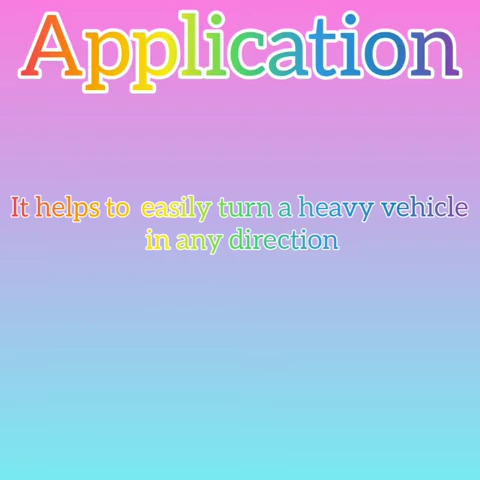 Application
It helps to easily turn a heavy vehicle
in any direction